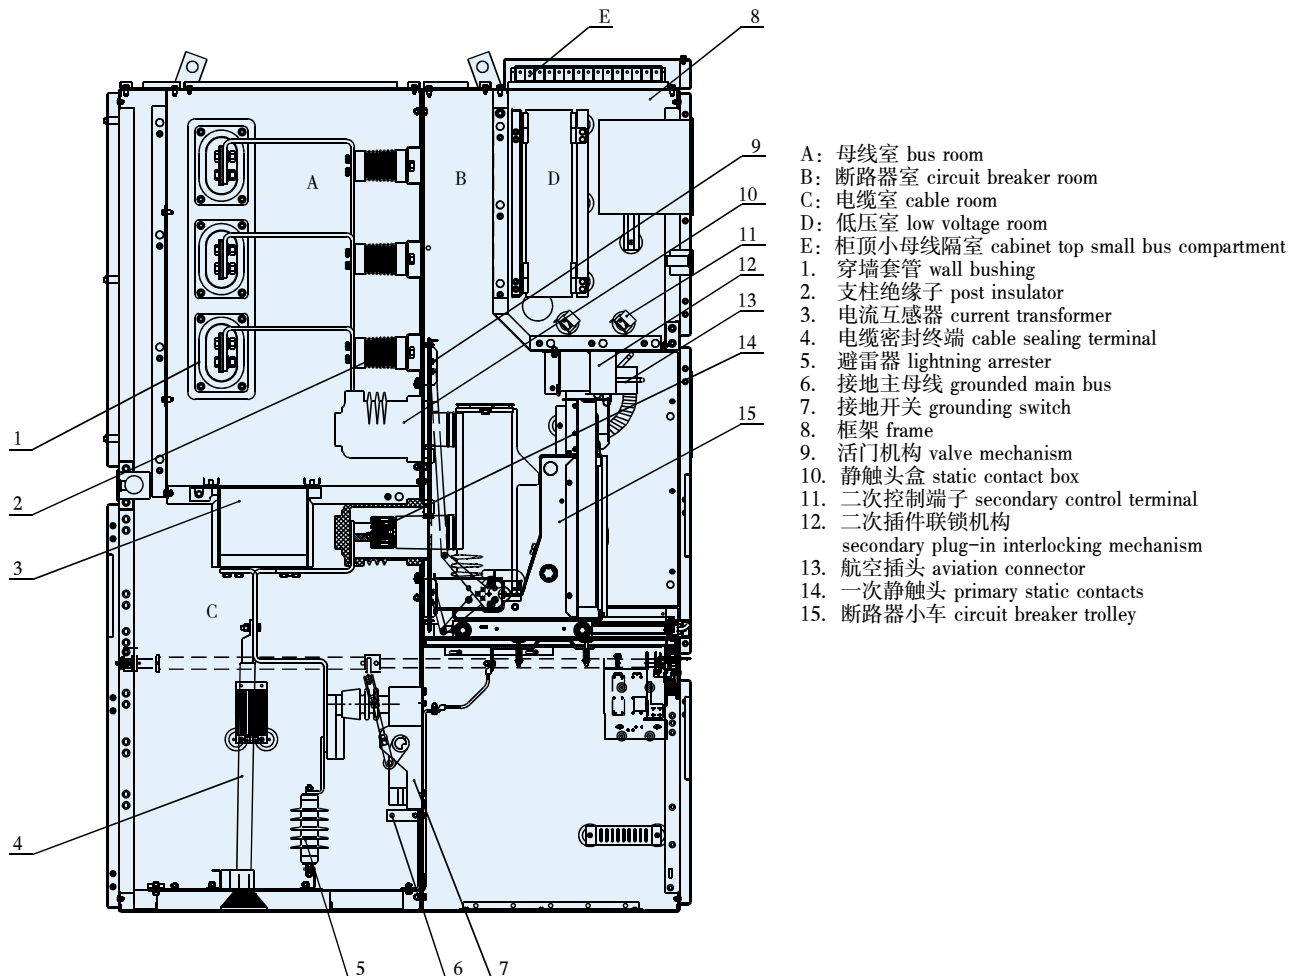 E
8
A
B
D
9
10
11
12
13
14
15
1
2
3
C
4
5
6
7
A: 母线室 bus room
B: 断路器室 circuit breaker room
C: 电缆室 cable room
D: 低压室 low voltage room
E: 柜顶小母线隔室 cabinet top small bus compartment
1. 穿墙套管 wall bushing
2. 支柱绝缘子 post insulator
3. 电流互感器 current transformer
4. 电缆密封终端 cable sealing terminal
5. 避雷器 lightning arrester
6. 接地主母线 grounded main bus
7. 接地开关 grounding switch
8. 框架 frame
9. 活门机构 valve mechanism
10. 静触头盒 static contact box
11. 二次控制端子 secondary control terminal
12. 二次插件联锁机构
secondary plug-in interlocking mechanism
13. 航空插头 aviation connector
14. 一次静触头 primary static contacts
15. 断路器小车 circuit breaker trolley